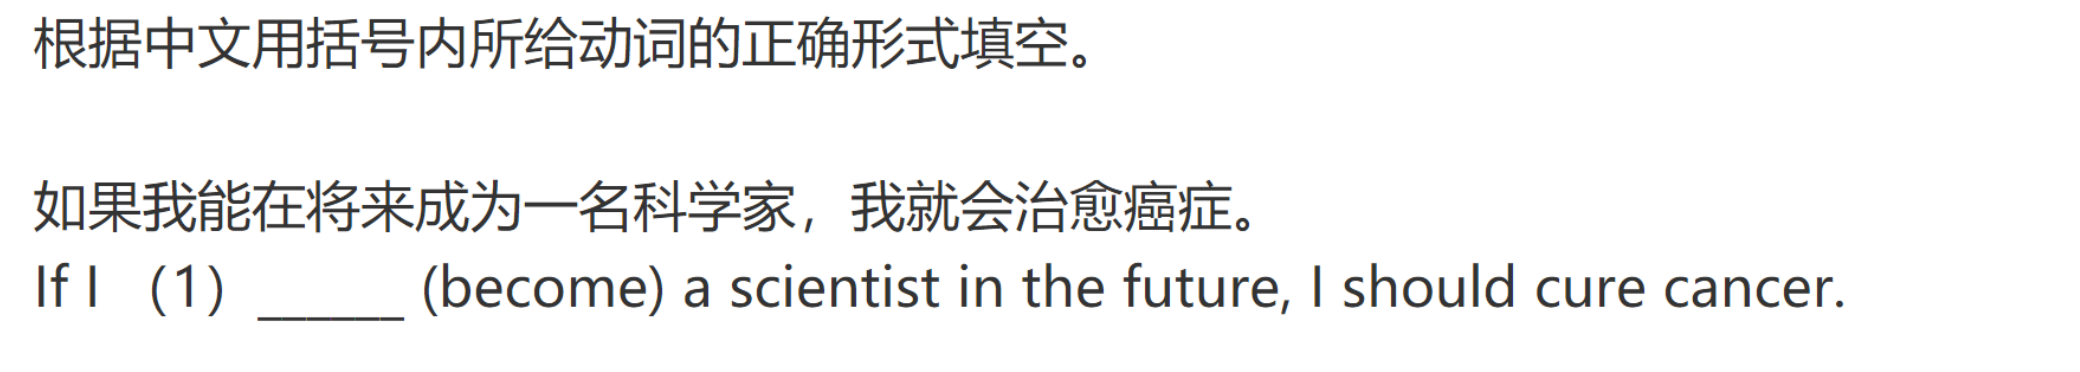 根据中文用括号内所给动词的正确形式填空。
如果我能在将来成为一名科学家，我就会治愈癌症。
If I （1）______ (become) a scientist in the future, I should cure cancer.